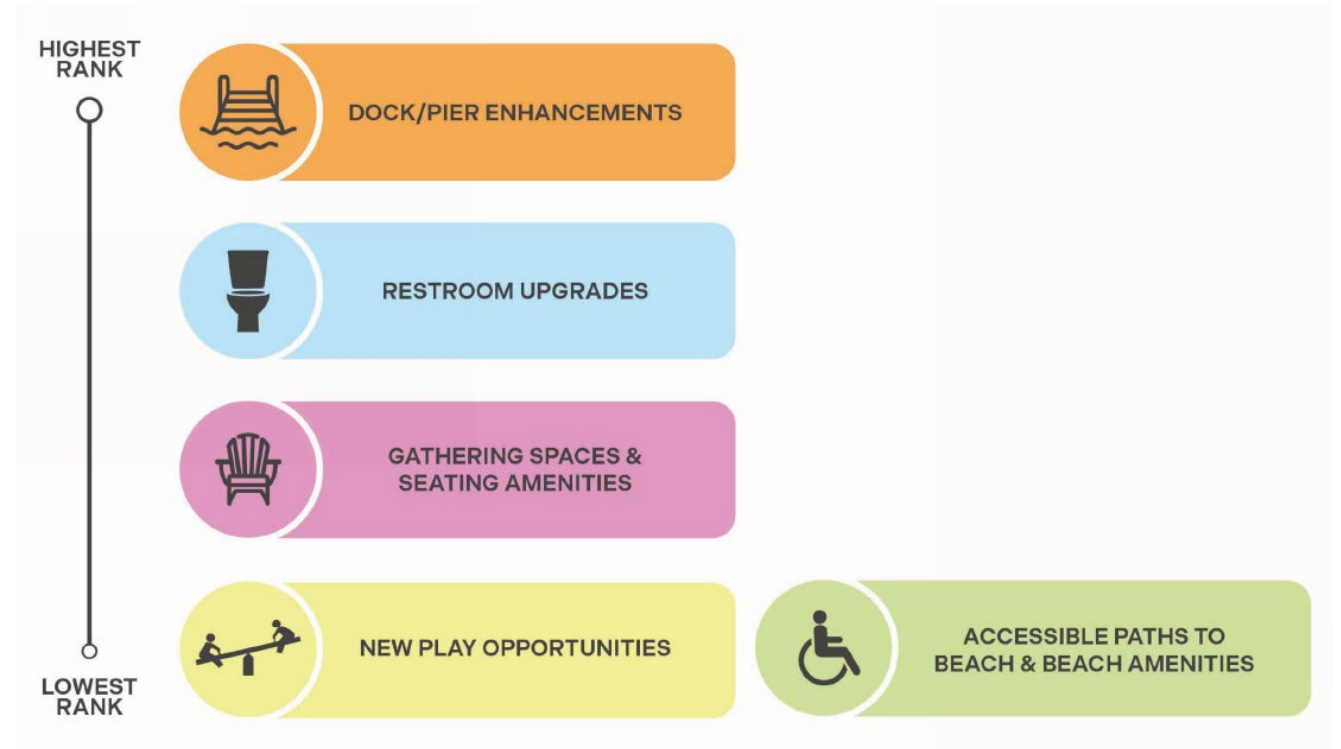 HIGHEST
RANK
DOCK/PIER ENHANCEMENTS
RESTROOM UPGRADES
GATHERING SPACES &
SEATING AMENITIES
NEW PLAY OPPORTUNITIES
ACCESSIBLE PATHS TO
BEACH & BEACH AMENITIES
LOWEST
RANK